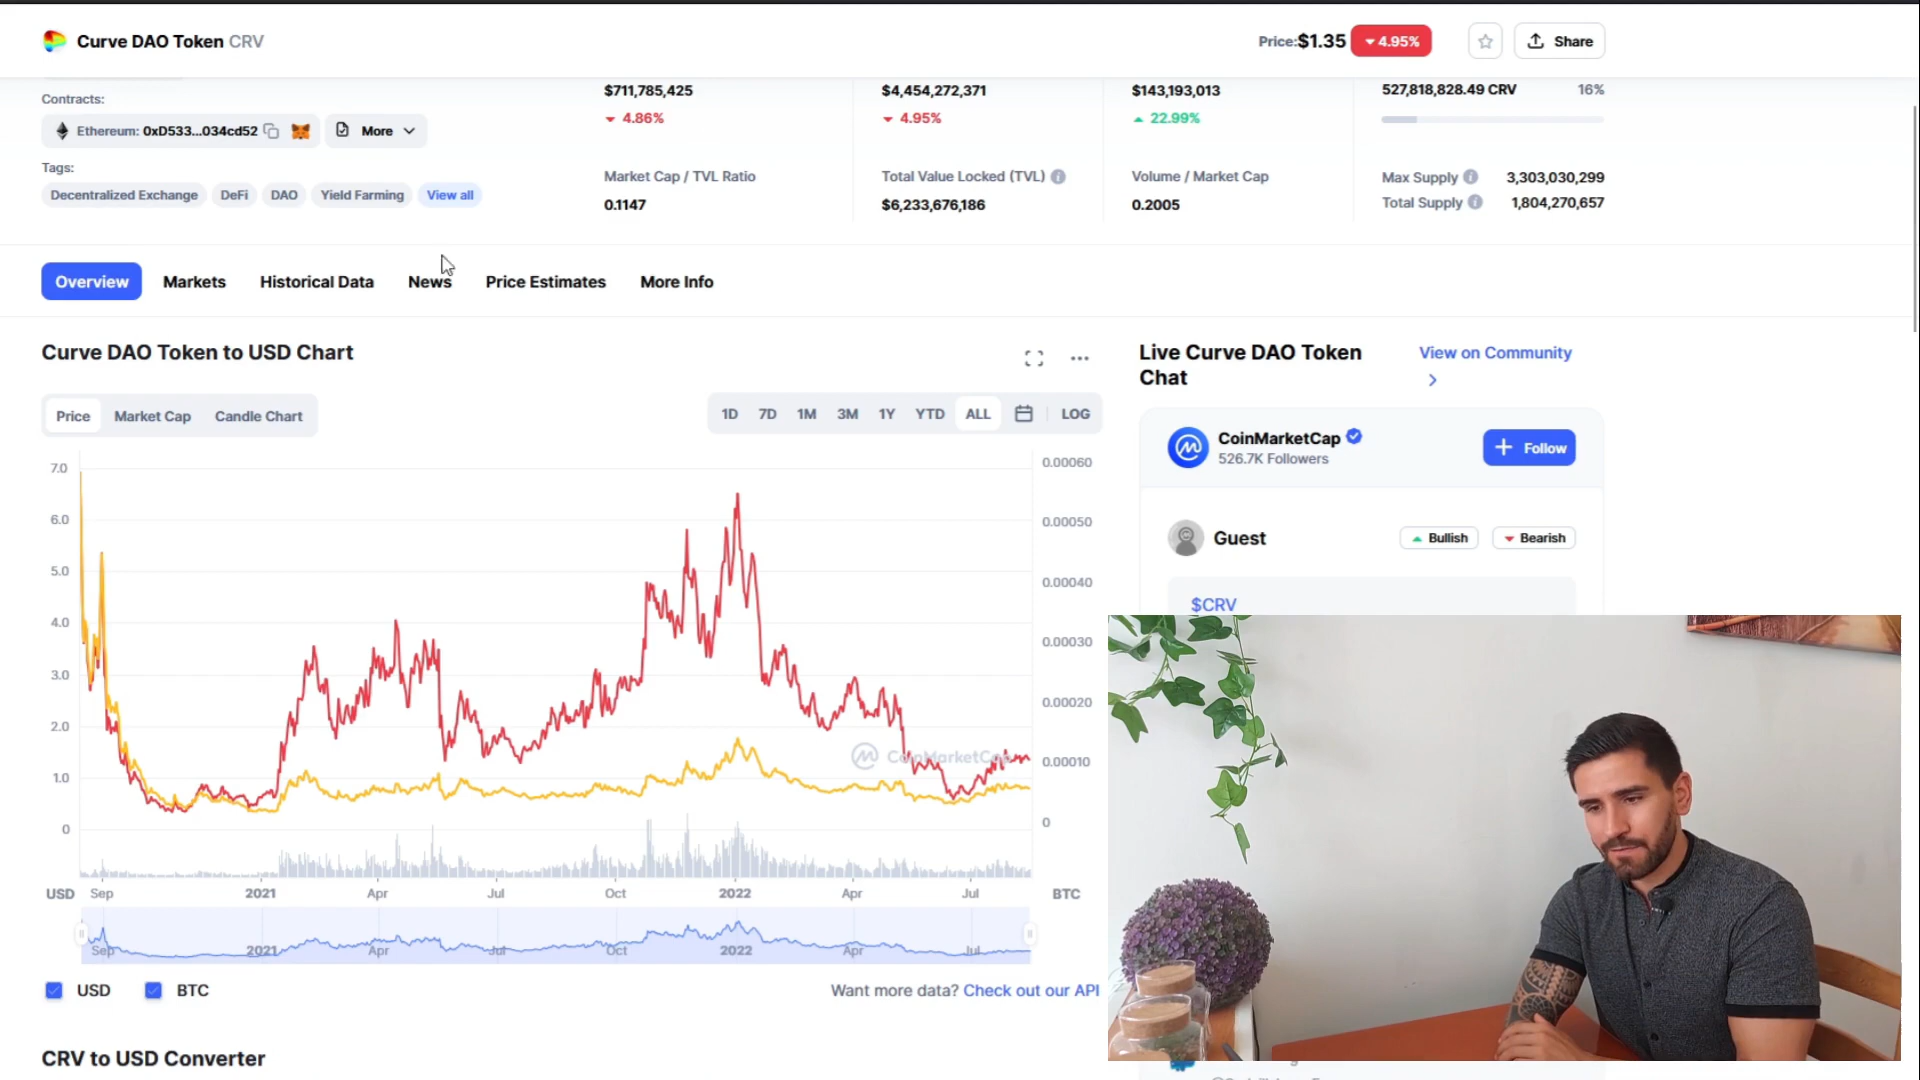 Curve DAO Token CRV
Price:$1.35 4.95%
Share
Contracts:
Ethereum: 0xD533...034cd52
More
Tags:
Decentralized Exchange DeFi DAO Yield Farming View all
$711,785,425
4.86%
Market Cap / TVL Ratio
0.1147
$4,454,272,371
4.95%
Total Value Locked (TVL)
$6,233,676,186
$143,193,013
22.99%
Volume / Market Cap
0.2005
527,818,828.49 CRV 16%
Max Supply 3,303,030,299
Total Supply 1,804,270,657
Overview Markets Historical Data News Price Estimates More Info
Curve DAO Token to USD Chart
Price Market Cap Candle Chart
1D 7D 1M 3M 1Y YTD ALL LOG
7.0
6.0
5.0
4.0
3.0
2.0
1.0
0
0.00060
0.00050
0.00040
0.00030
0.00020
0.00010
0
CoinMarketCap
USD Sep 2021 Apr Jul Oct 2022 Apr Jul BTC
Sep 2021 Apr Jul Oct 2022 Apr Jul
USD BTC
Want more data? Check out our API
CRV to USD Converter
Live Curve DAO Token
Chat
View on Community
CoinMarketCap
526.7K Followers
Follow
Guest
Bullish Bearish
$CRV